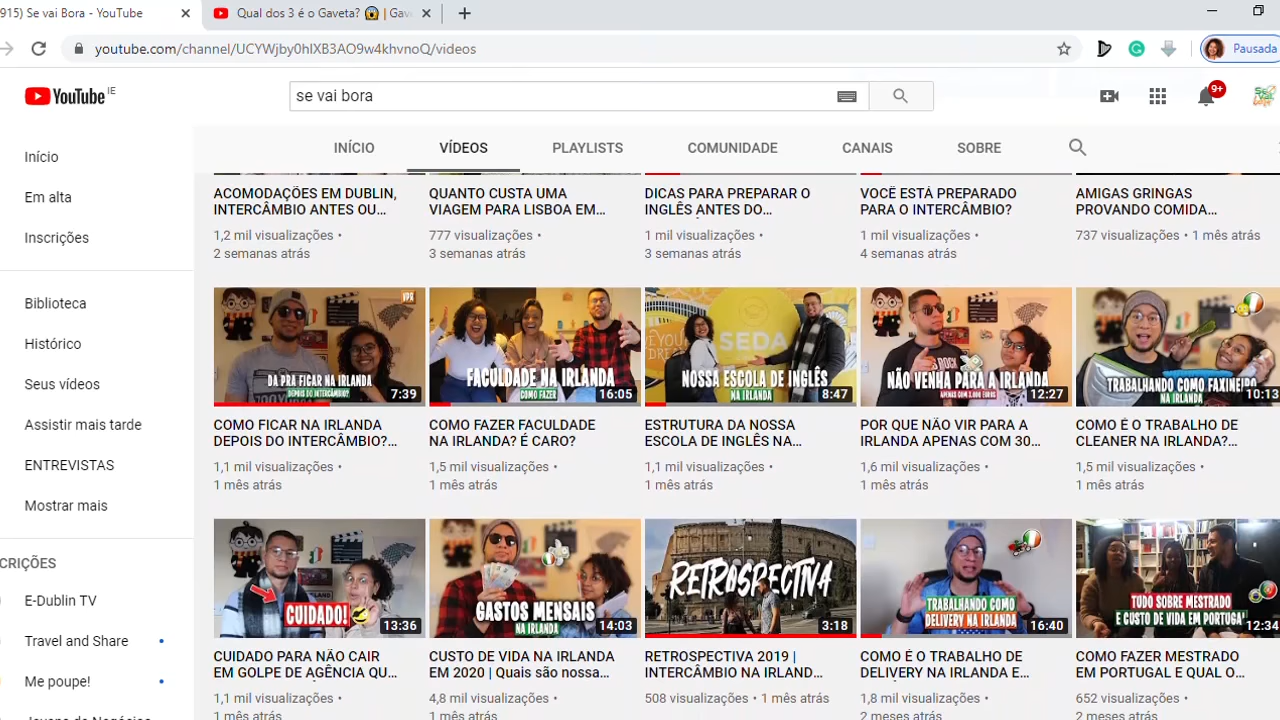 915) Se vai Bora - YouTube
Qual dos 3 é o Gaveta? 😱 | Gav
youtube.com/channel/UCYWjby0hIXB3AO9w4khvnoQ/videos
Pausada
YouTube IE
se vai bora
9+
INÍCIO VÍDEOS PLAYLISTS COMUNIDADE CANAIS SOBRE
Início
Em alta
Inscrições
Biblioteca
Histórico
Seus vídeos
Assistir mais tarde
ENTREVISTAS
Mostrar mais
CRIÇÕES
E-Dublin TV
Travel and Share
Me poupe!
ACOMODAÇÕES EM DUBLIN,
INTERCÂMBIO ANTES OU...
1,2 mil visualizações •
2 semanas atrás
QUANTO CUSTA UMA
VIAGEM PARA LISBOA EM...
777 visualizações •
3 semanas atrás
DICAS PARA PREPARAR O
INGLÊS ANTES DO...
1 mil visualizações •
3 semanas atrás
VOCÊ ESTÁ PREPARADO
PARA O INTERCÂMBIO?
1 mil visualizações •
4 semanas atrás
AMIGAS GRINGAS
PROVANDO COMIDA...
737 visualizações • 1 mês atrás
DA PRA FICAR NA IRLANDA
DEPOIS DO INTERCÂMBIO?
7:39
COMO FICAR NA IRLANDA
DEPOIS DO INTERCÂMBIO?...
1,1 mil visualizações •
1 mês atrás
FACULDADE NA IRLANDA
COMO FAZER
16:05
COMO FAZER FACULDADE
NA IRLANDA? É CARO?
1,5 mil visualizações •
1 mês atrás
SEDA
NOSSA ESCOLA DE INGLÊS
NA IRLANDA
8:47
ESTRUTURA DA NOSSA
ESCOLA DE INGLÊS NA...
1,1 mil visualizações •
1 mês atrás
NÃO VENHA PARA A IRLANDA
APENAS COM 3.000 EUROS
12:27
POR QUE NÃO VIR PARA A
IRLANDA APENAS COM 30...
1,6 mil visualizações •
1 mês atrás
TRABALHANDO COMO FAXINEIRO
NA IRLANDA
10:13
COMO É O TRABALHO DE
CLEANER NA IRLANDA?...
1,5 mil visualizações •
1 mês atrás
CUIDADO!
13:36
CUIDADO PARA NÃO CAIR
EM GOLPE DE AGÊNCIA QU...
1,1 mil visualizações •
1 mês atrás
GASTOS MENSAIS
NA IRLANDA
14:03
CUSTO DE VIDA NA IRLANDA
EM 2020 | Quais são nossa...
4,8 mil visualizações •
1 mês atrás
RETROSPECTIVA
3:18
RETROSPECTIVA 2019 |
INTERCÂMBIO NA IRLAND...
508 visualizações • 1 mês atrás
TRABALHANDO COMO
DELIVERY NA IRLANDA
16:40
COMO É O TRABALHO DE
DELIVERY NA IRLANDA E...
1,8 mil visualizações •
2 meses atrás
TODO SOBRE MESTRADO
E CUSTO DE VIDA EM PORTUGA
12:34
COMO FAZER MESTRADO
EM PORTUGAL E QUAL O...
652 visualizações •
2 meses atrás